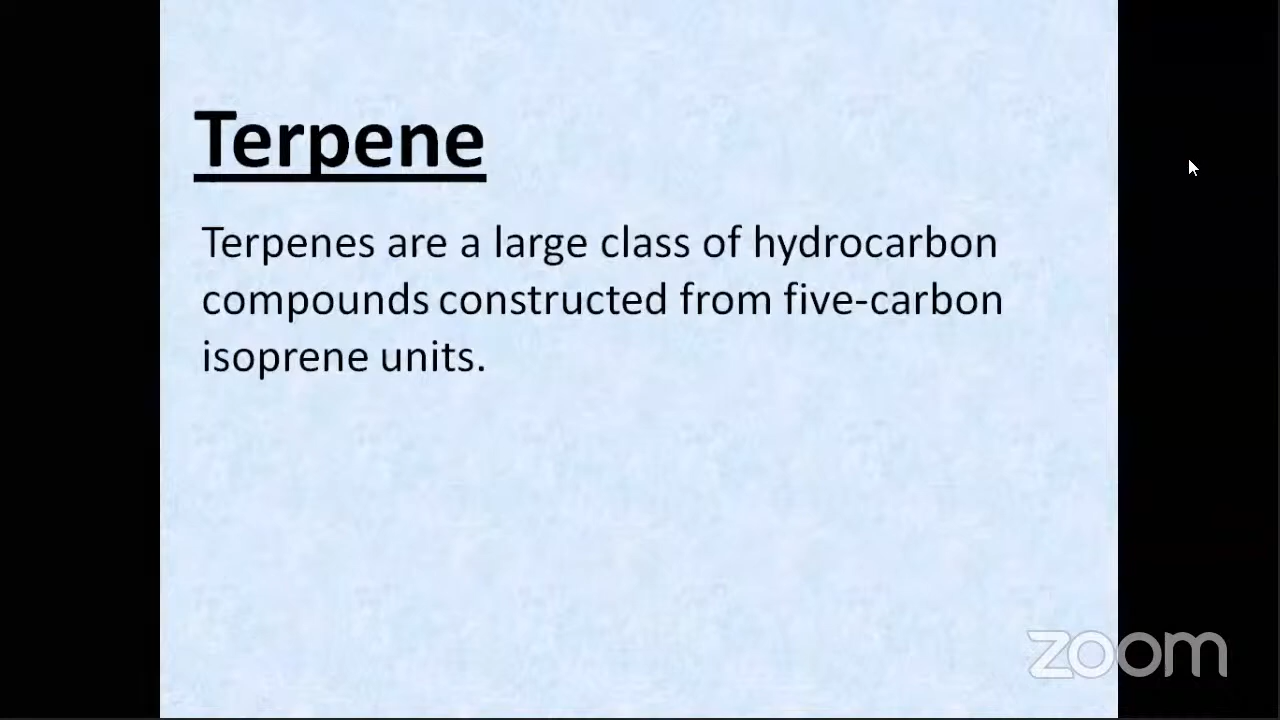 Terpene
Terpenes are a large class of hydrocarbon
compounds constructed from five-carbon
isoprene units.
zoom